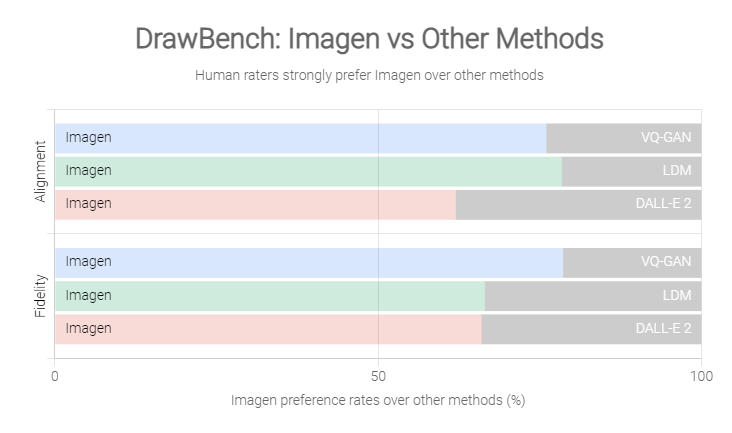 DrawBench: Imagen vs Other Methods
Human raters strongly prefer Imagen over other methods
Alignment
Imagen VQ-GAN
Imagen LDM
Imagen DALL-E 2
Fidelity
Imagen VQ-GAN
Imagen LDM
Imagen DALL-E 2
0 50 100
Imagen preference rates over other methods (%)